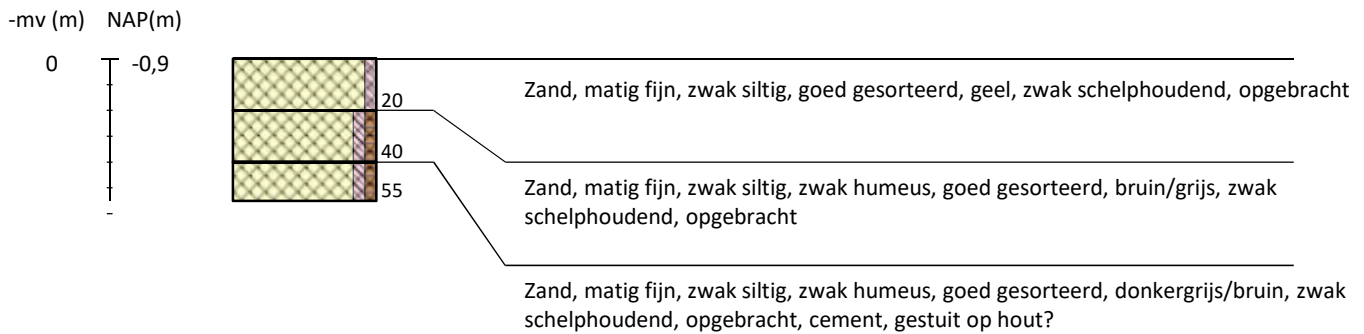 -mv (m) NAP(m)
0 -0,9
20
40
55
-
Zand, matig fijn, zwak siltig, goed gesorteerd, geel, zwak schelphoudend, opgebracht
Zand, matig fijn, zwak siltig, zwak humeus, goed gesorteerd, bruin/grijs, zwak
schelphoudend, opgebracht
Zand, matig fijn, zwak siltig, zwak humeus, goed gesorteerd, donkergrijs/bruin, zwak
schelphoudend, opgebracht, cement, gestuit op hout?